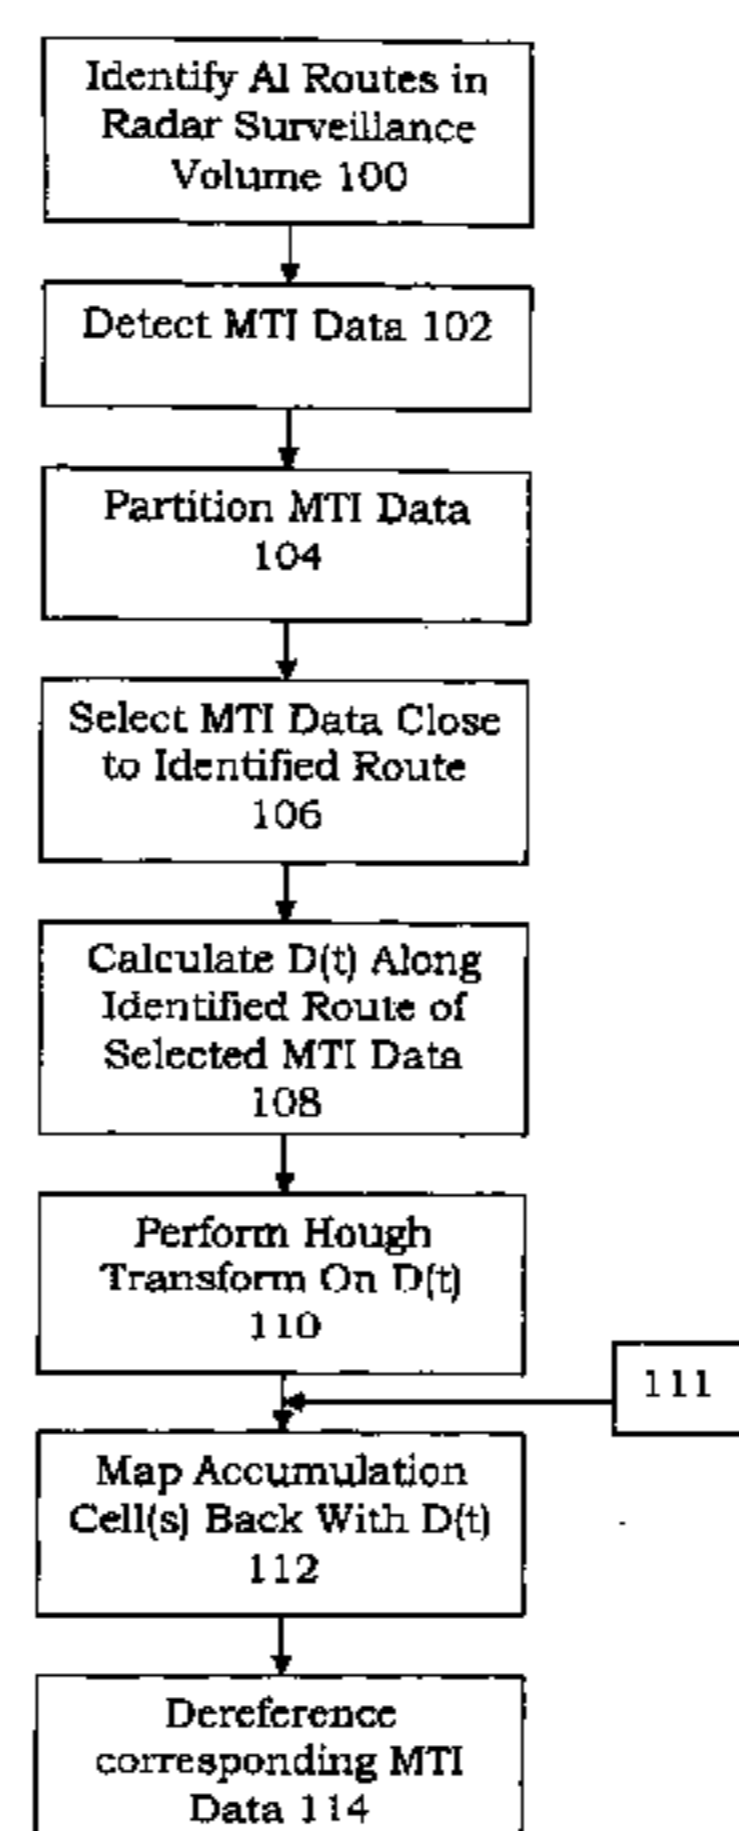 Identify Al Routes in
Radar Surveillance
Volume 100
Detect MTI Data 102
Partition MTI Data
104
Select MTI Data Close
to Identified Route
106
Calculate D(t) Along
Identified Route of
Selected MTI Data
108
Perform Hough
Transform On D(t)
110
111
Map Accumulation
Cell(s) Back With D(t)
112
Dereference
corresponding MTI
Data 114